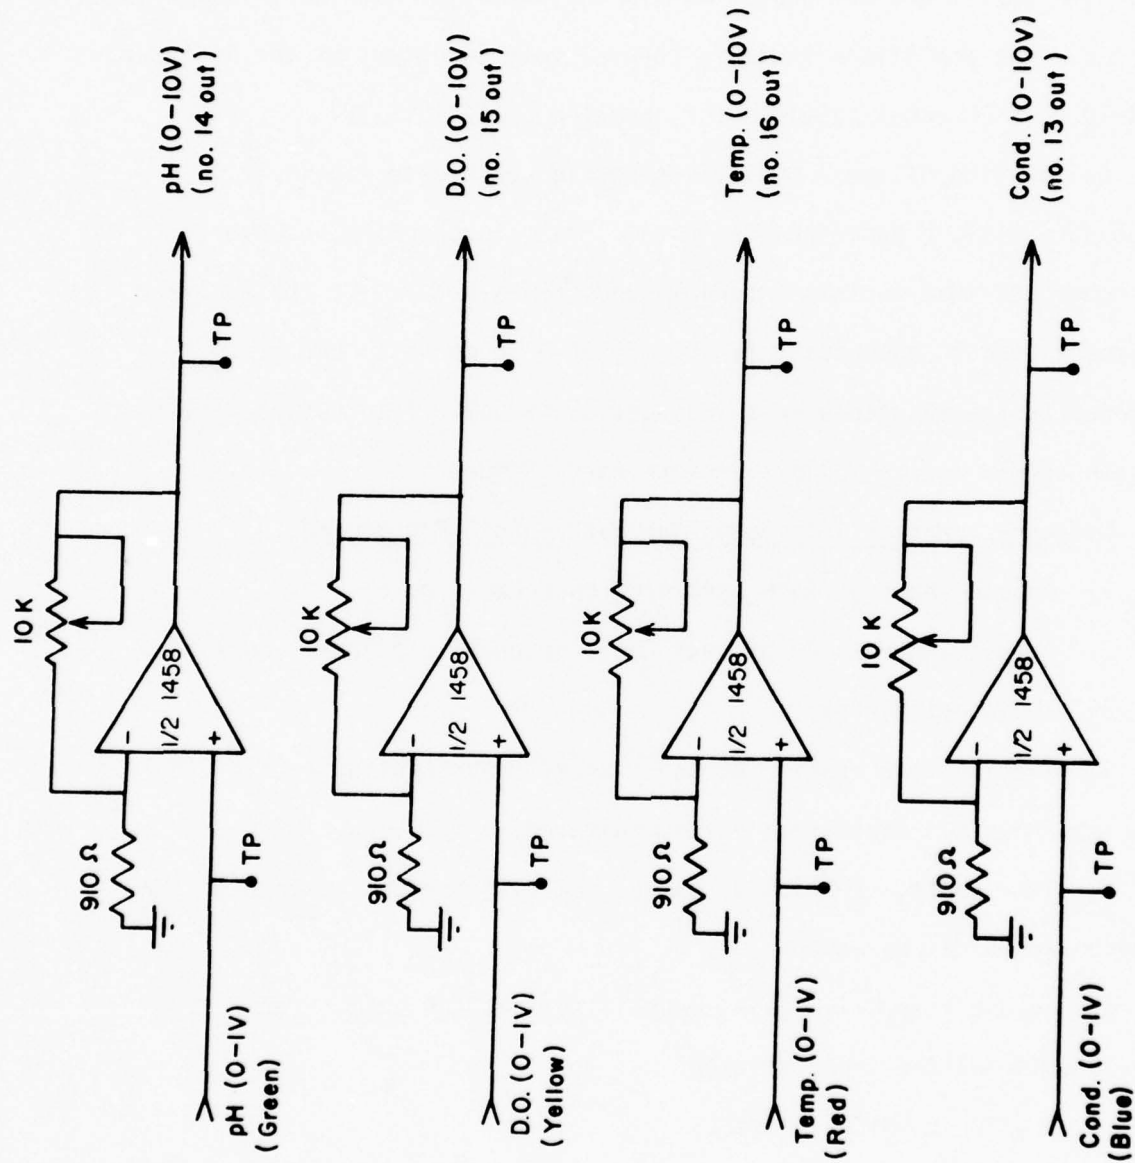 10 K
910 Ω
-
1/2 1458
+
TP
TP
pH (0-1V)
(Green)
pH (0-10V)
(no. 14 out)
10 K
910 Ω
-
1/2 1458
+
TP
TP
D.O. (0-1V)
(Yellow)
D.O. (0-10V)
(no. 15 out)
10 K
910 Ω
-
1/2 1458
+
TP
TP
Temp. (0-1V)
(Red)
Temp. (0-10V)
(no. 16 out)
10 K
910 Ω
-
1/2 1458
+
TP
TP
Cond. (0-1V)
(Blue)
Cond. (0-10V)
(no. 13 out)